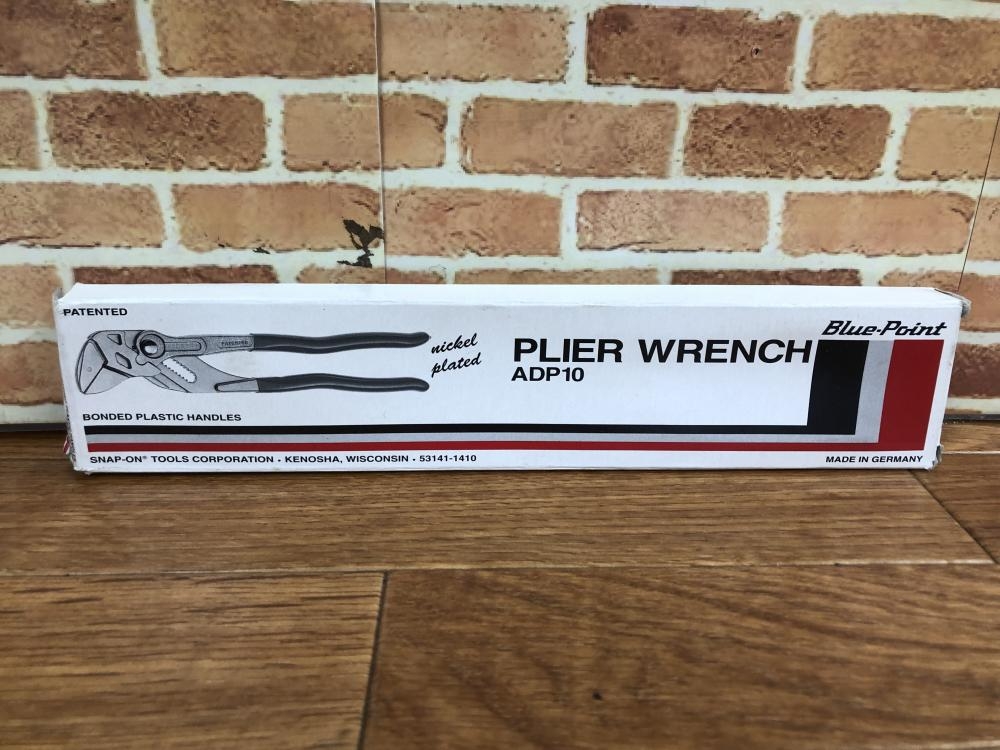 PATENTED
PATENTED
nickel
plated
PLIER WRENCH
ADP10
Blue-Point
BONDED PLASTIC HANDLES
SNAP-ON® TOOLS CORPORATION • KENOSHA, WISCONSIN • 53141-1410
MADE IN GERMANY